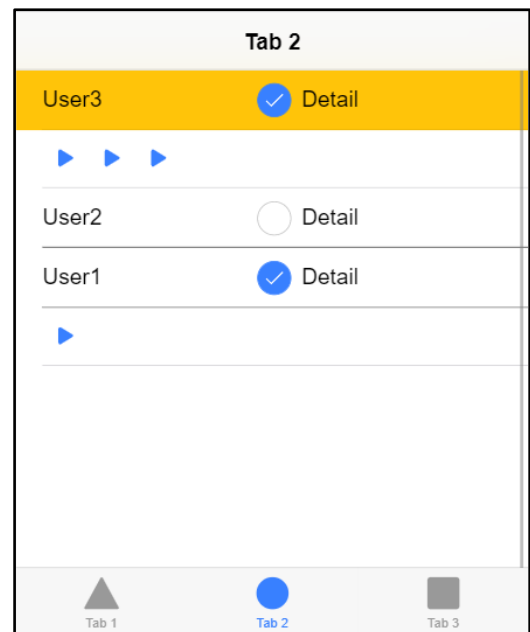 Tab 2
User3 Detail
User2 Detail
User1 Detail
Tab 1 Tab 2 Tab 3